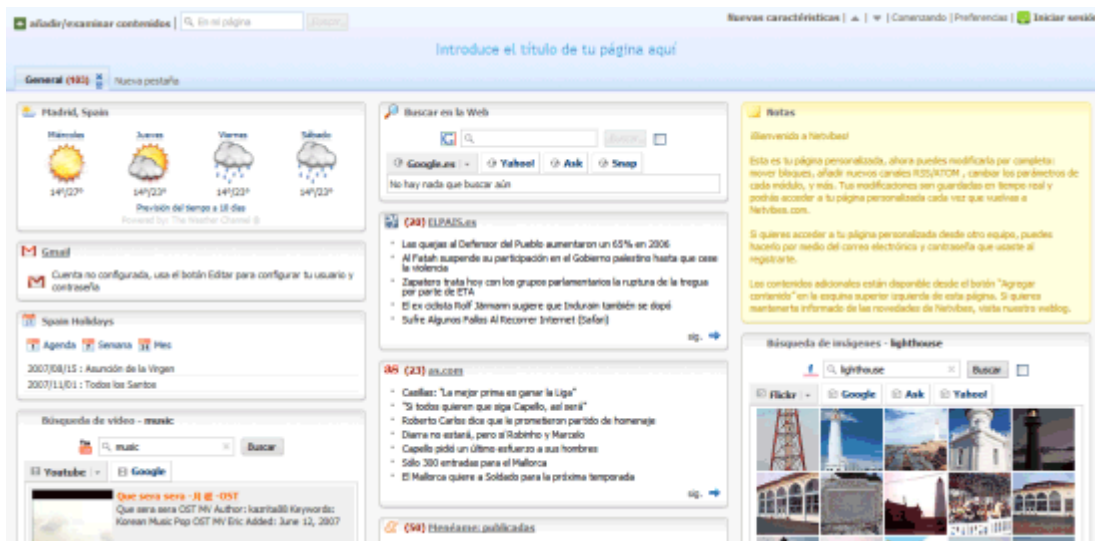 añadir/examinar contenidos |
En mi página
Buscar...
Nuevas características | | | Comenzando | Preferencias | Iniciar sesión
Introduce el título de tu página aquí
General (103)
Nueva pestaña
Madrid, Spain
Miércoles Jueves Viernes Sábado
14º/27º 14º/23º 14º/23º 14º/23º
Previsión del tiempo a 10 días
Powered by: The Weather Channel ®
Gmail
Cuenta no configurada, usa el botón Editar para configurar tu usuario y
contraseña
Spain Holidays
Agenda Semana Mes
2007/08/15 : Asunción de la Virgen
2007/11/01 : Todos los Santos
Búsqueda de vídeo - music
music
Buscar
Youtube Google
Que sera sera - -OST
Que sera sera OST MV Author: Keywords:
Korean Music Pop OST MV Eric Added: June 12, 2007
Buscar en la Web
Buscar...
Google.es Yahoo! Ask Snap
No hay nada que buscar aún
(20) ELPAIS.es
Las quejas al Defensor del Pueblo aumentaron un 65% en 2006
Al Fatah suspende su participación en el Gobierno palestino hasta que cese
la violencia
Zapatero trata hoy con los grupos parlamentarios la ruptura de la tregua
por parte de ETA
El ex ciclista Rolf Järmann sugiere que Indurain también se dopó
Sufre Algunos Fallos Al Recorrer Internet (Safari)
sig.
as (23) as.com
Casillas: "La mejor prima es ganar la Liga"
"Si todos quieren que siga Capello, así será"
Roberto Carlos dice que le prometieron partido de homenaje
Diarra no estará, pero sí Robinho y Marcelo
Capello pidió un último esfuerzo a sus hombres
Sólo 300 entradas para el Mallorca
El Mallorca quiere a Soldado para la próxima temporada
sig.
(50) Menéame: publicadas
Notas
¡Bienvenido a Netvibes!
Esta es tu página personalizada, ahora puedes modificarla por completo:
mover bloques, añadir nuevos canales RSS/ATOM , cambiar los parámetros de
cada módulo, y más. Tus modificaciones son guardadas en tiempo real y
podrás acceder a tu página personalizada cada vez que vuelvas a
Netvibes.com.
Si quieres acceder a tu página personalizada desde otro equipo, puedes
hacerlo por medio del correo electrónico y contraseña que usaste al
registrarte.
Los contenidos adicionales están disponible desde el botón "Agregar
contenido" en la esquina superior izquierda de esta página. Si quieres
mantenerte informado de las novedades de Netvibes, visita nuestro weblog.
Búsqueda de imágenes - lighthouse
lighthouse
Buscar
Flickr Google Ask Yahoo!